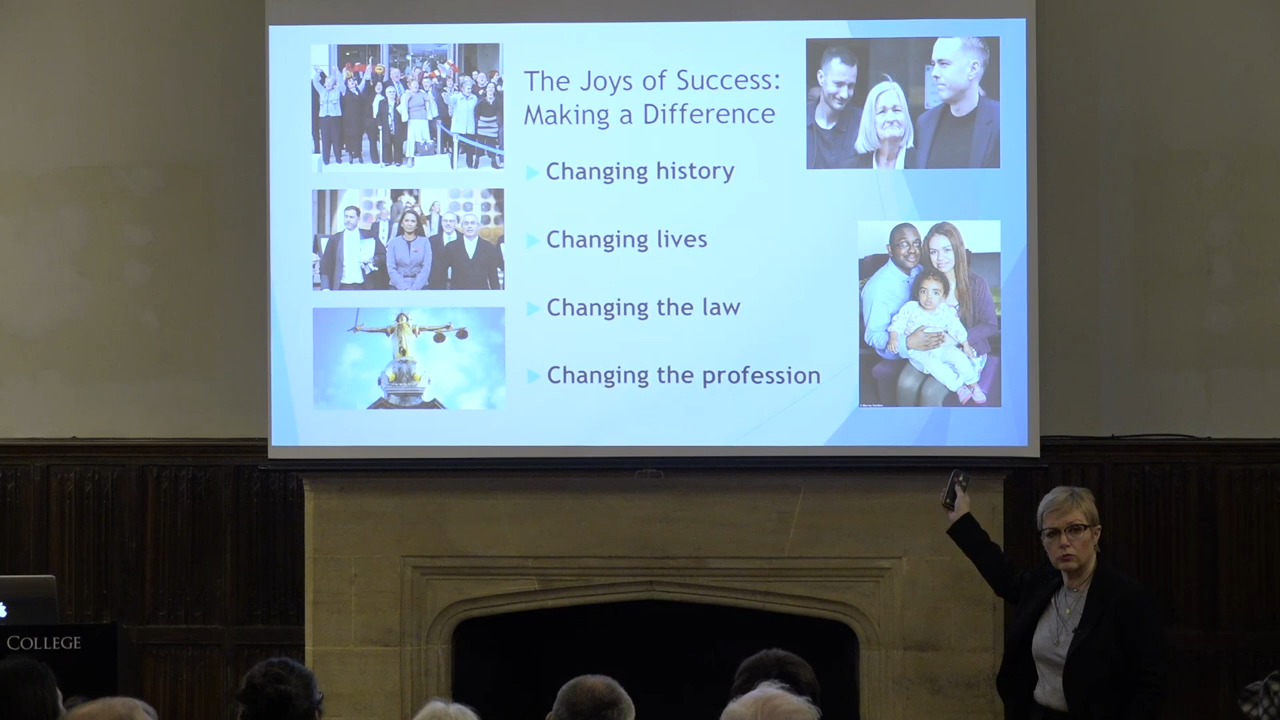 The Joys of Success:
Making a Difference
Changing history
Changing lives
Changing the law
Changing the profession
COLLEGE